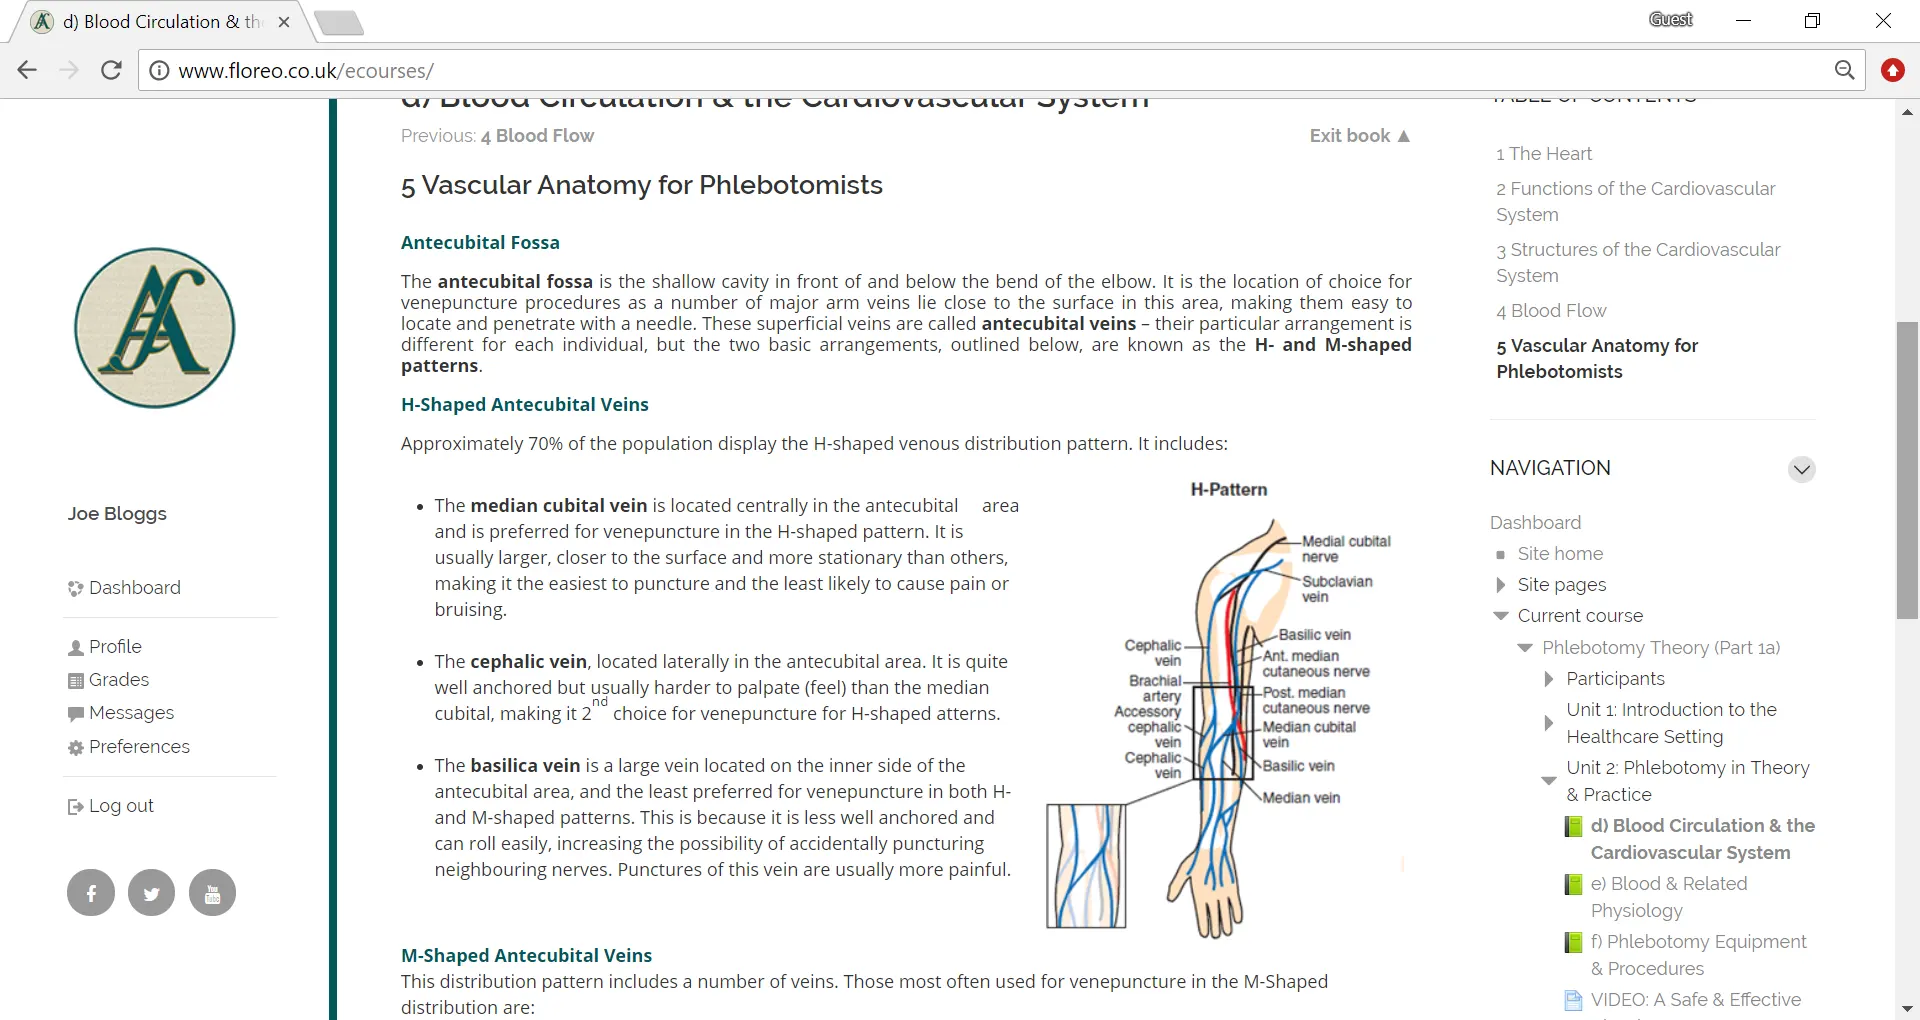 d) Blood Circulation & the
Guest
www.floreo.co.uk/ecourses/
d) Blood Circulation & the Cardiovascular System
Previous: 4 Blood Flow
Exit book ▲
5 Vascular Anatomy for Phlebotomists
Antecubital Fossa
The antecubital fossa is the shallow cavity in front of and below the bend of the elbow. It is the location of choice for
venepuncture procedures as a number of major arm veins lie close to the surface in this area, making them easy to
locate and penetrate with a needle. These superficial veins are called antecubital veins – their particular arrangement is
different for each individual, but the two basic arrangements, outlined below, are known as the H- and M-shaped
patterns.
H-Shaped Antecubital Veins
Approximately 70% of the population display the H-shaped venous distribution pattern. It includes:
• The median cubital vein is located centrally in the antecubital area
and is preferred for venepuncture in the H-shaped pattern. It is
usually larger, closer to the surface and more stationary than others,
making it the easiest to puncture and the least likely to cause pain or
bruising.
• The cephalic vein, located laterally in the antecubital area. It is quite
well anchored but usually harder to palpate (feel) than the median
cubital, making it 2nd choice for venepuncture for H-shaped atterns.
• The basilica vein is a large vein located on the inner side of the
antecubital area, and the least preferred for venepuncture in both H-
and M-shaped patterns. This is because it is less well anchored and
can roll easily, increasing the possibility of accidentally puncturing
neighbouring nerves. Punctures of this vein are usually more painful.
H-Pattern
Medial cubital
nerve
Subclavian
vein
Basilic vein
Ant. median
cutaneous nerve
Post. median
cutaneous nerve
Median cubital
vein
Basilic vein
Median vein
Cephalic
vein
Brachial
artery
Accessory
cephalic
vein
Cephalic
vein
M-Shaped Antecubital Veins
This distribution pattern includes a number of veins. Those most often used for venepuncture in the M-Shaped
distribution are:
Joe Bloggs
Dashboard
Profile
Grades
Messages
Preferences
Log out
You
Tube
TABLE OF CONTENTS
1 The Heart
2 Functions of the Cardiovascular
System
3 Structures of the Cardiovascular
System
4 Blood Flow
5 Vascular Anatomy for
Phlebotomists
NAVIGATION
Dashboard
Site home
Site pages
Current course
Phlebotomy Theory (Part 1a)
Participants
Unit 1: Introduction to the
Healthcare Setting
Unit 2: Phlebotomy in Theory
& Practice
d) Blood Circulation & the
Cardiovascular System
e) Blood & Related
Physiology
f) Phlebotomy Equipment
& Procedures
VIDEO: A Safe & Effective